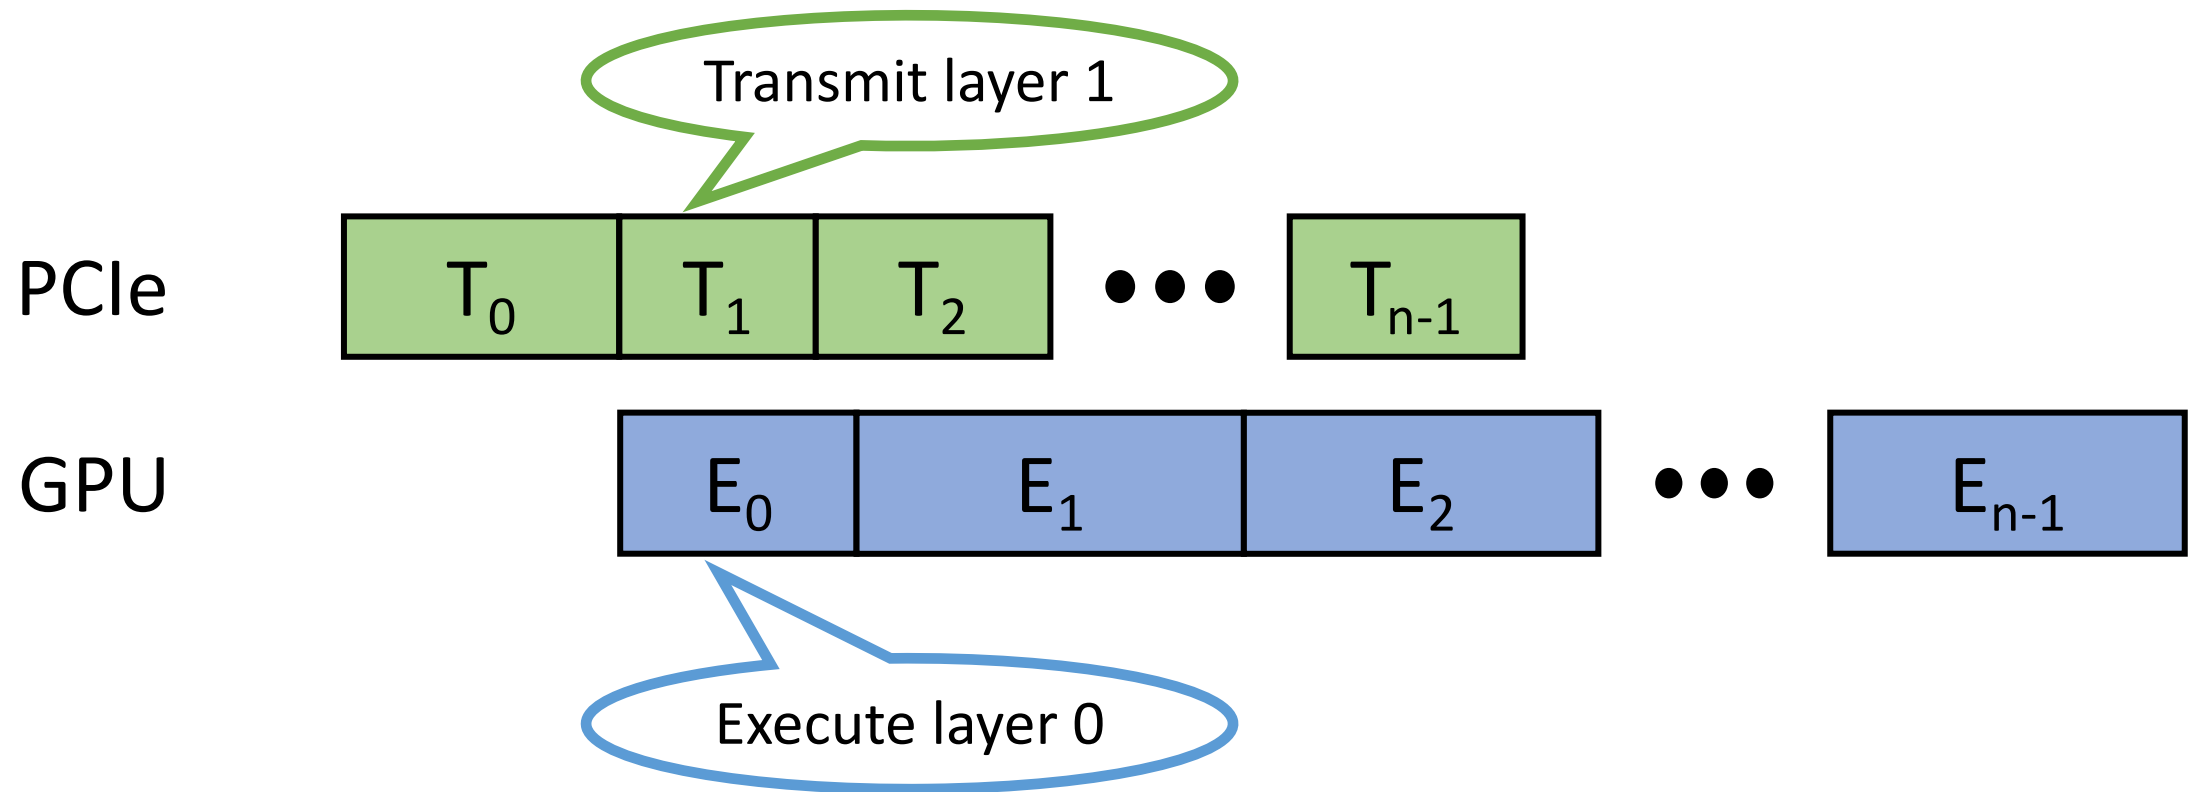 Transmit layer 1
PCIe T₀ T₁ T₂ ••• Tₙ₋₁
GPU E₀ E₁ E₂ ••• Eₙ₋₁
Execute layer 0